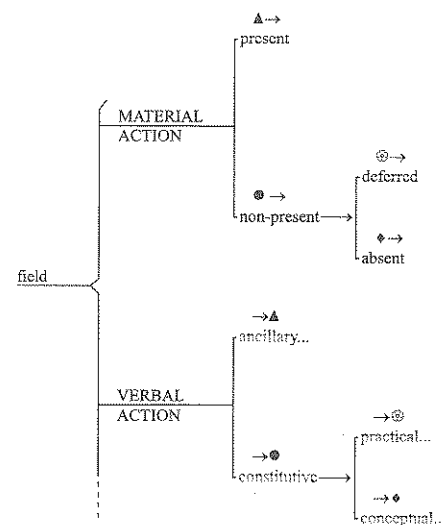 present
MATERIAL
ACTION
deferred
non-present
absent
field
ancillary...
VERBAL
ACTION
practical...
constitutive
conceptual...